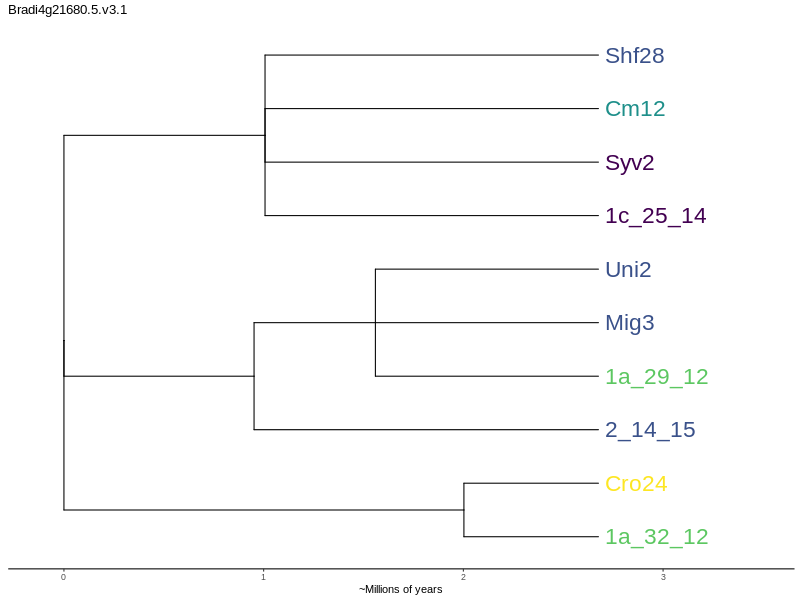 Bradi4g21680.5.v3.1
Shf28
Cm12
Syv2
1c_25_14
Uni2
Mig3
1a_29_12
2_14_15
Cro24
1a_32_12
0 1 2 3
~Millions of years